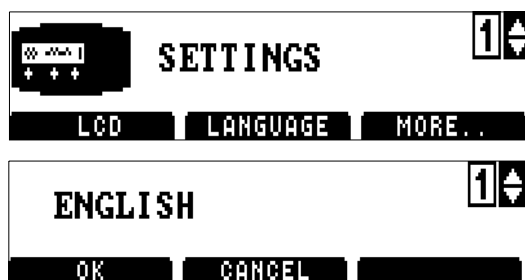 SETTINGS 1
LCD LANGUAGE MORE..
ENGLISH 1
OK CANCEL